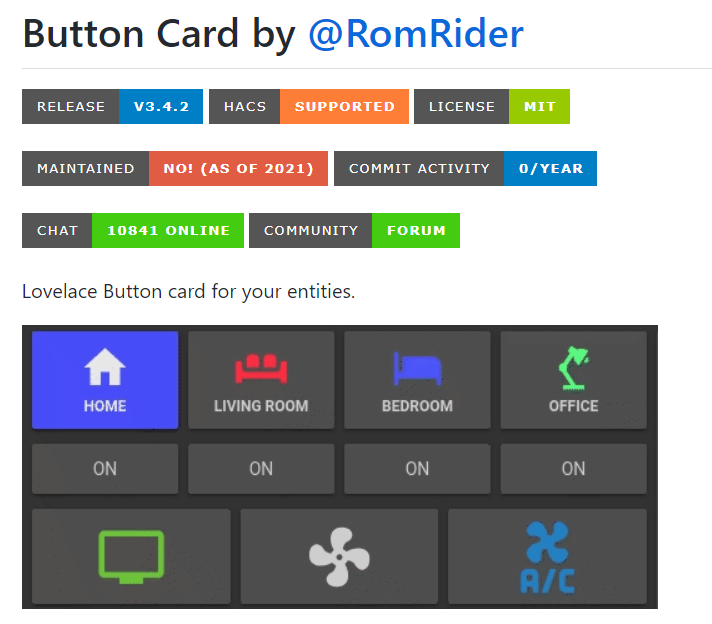 Button Card by @RomRider
RELEASE V3.4.2 HACS SUPPORTED LICENSE MIT
MAINTAINED NO! (AS OF 2021) COMMIT ACTIVITY 0/YEAR
CHAT 10841 ONLINE COMMUNITY FORUM
Lovelace Button card for your entities.
HOME LIVING ROOM BEDROOM OFFICE
ON ON ON ON
A/C